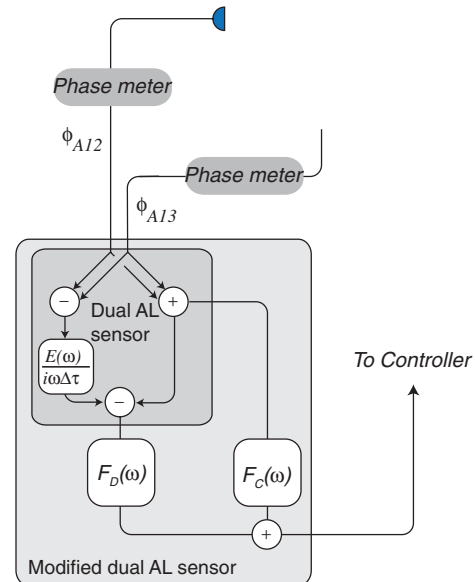 Phase meter
ϕA12
Phase meter
ϕA13
−
+
Dual AL
sensor
E(ω)
iωΔτ
−
To Controller
FD(ω)
FC(ω)
+
Modified dual AL sensor